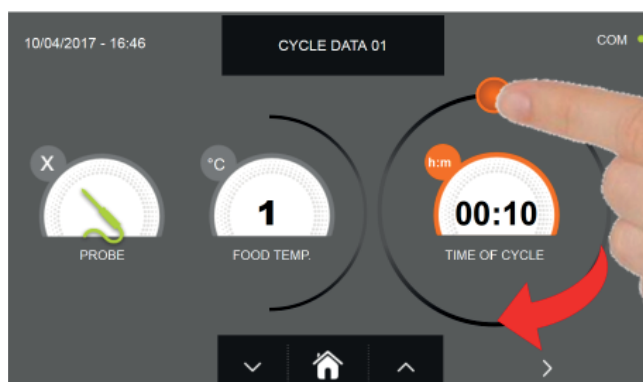 10/04/2017 - 16:46
CYCLE DATA 01
COM
X
°C
h:m
1
00:10
PROBE
FOOD TEMP.
TIME OF CYCLE